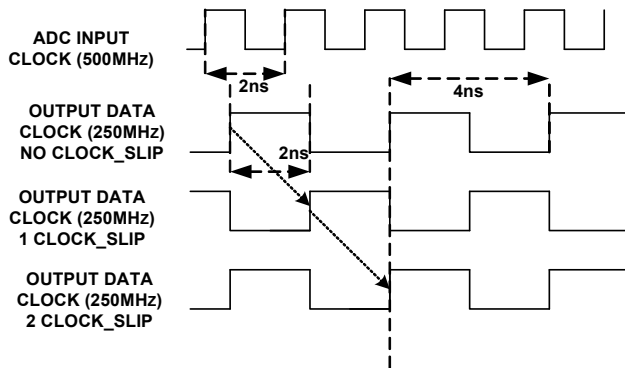 ADC INPUT
CLOCK (500MHz)
2ns
4ns
OUTPUT DATA
CLOCK (250MHz)
NO CLOCK_SLIP
2ns
OUTPUT DATA
CLOCK (250MHz)
1 CLOCK_SLIP
OUTPUT DATA
CLOCK (250MHz)
2 CLOCK_SLIP